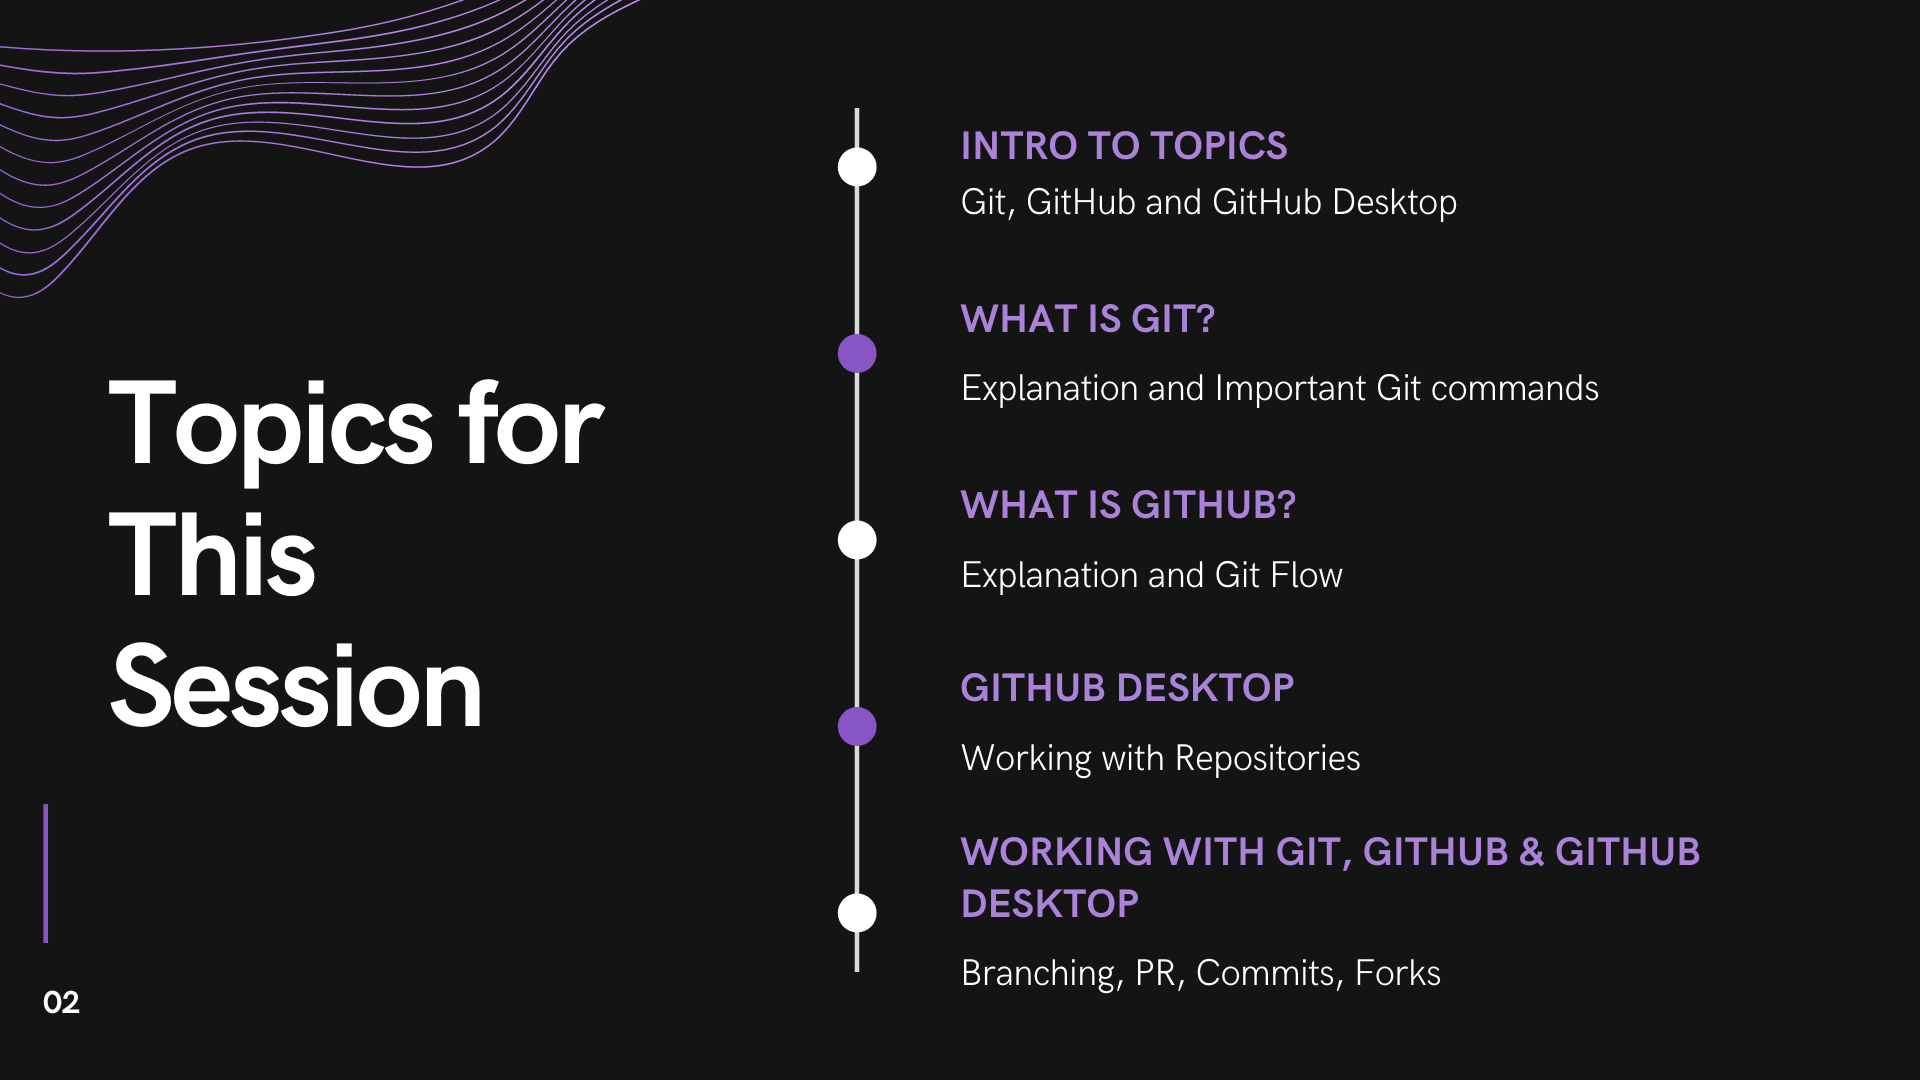 Topics for
This
Session
02
INTRO TO TOPICS
Git, GitHub and GitHub Desktop
WHAT IS GIT?
Explanation and Important Git commands
WHAT IS GITHUB?
Explanation and Git Flow
GITHUB DESKTOP
Working with Repositories
WORKING WITH GIT, GITHUB & GITHUB
DESKTOP
Branching, PR, Commits, Forks